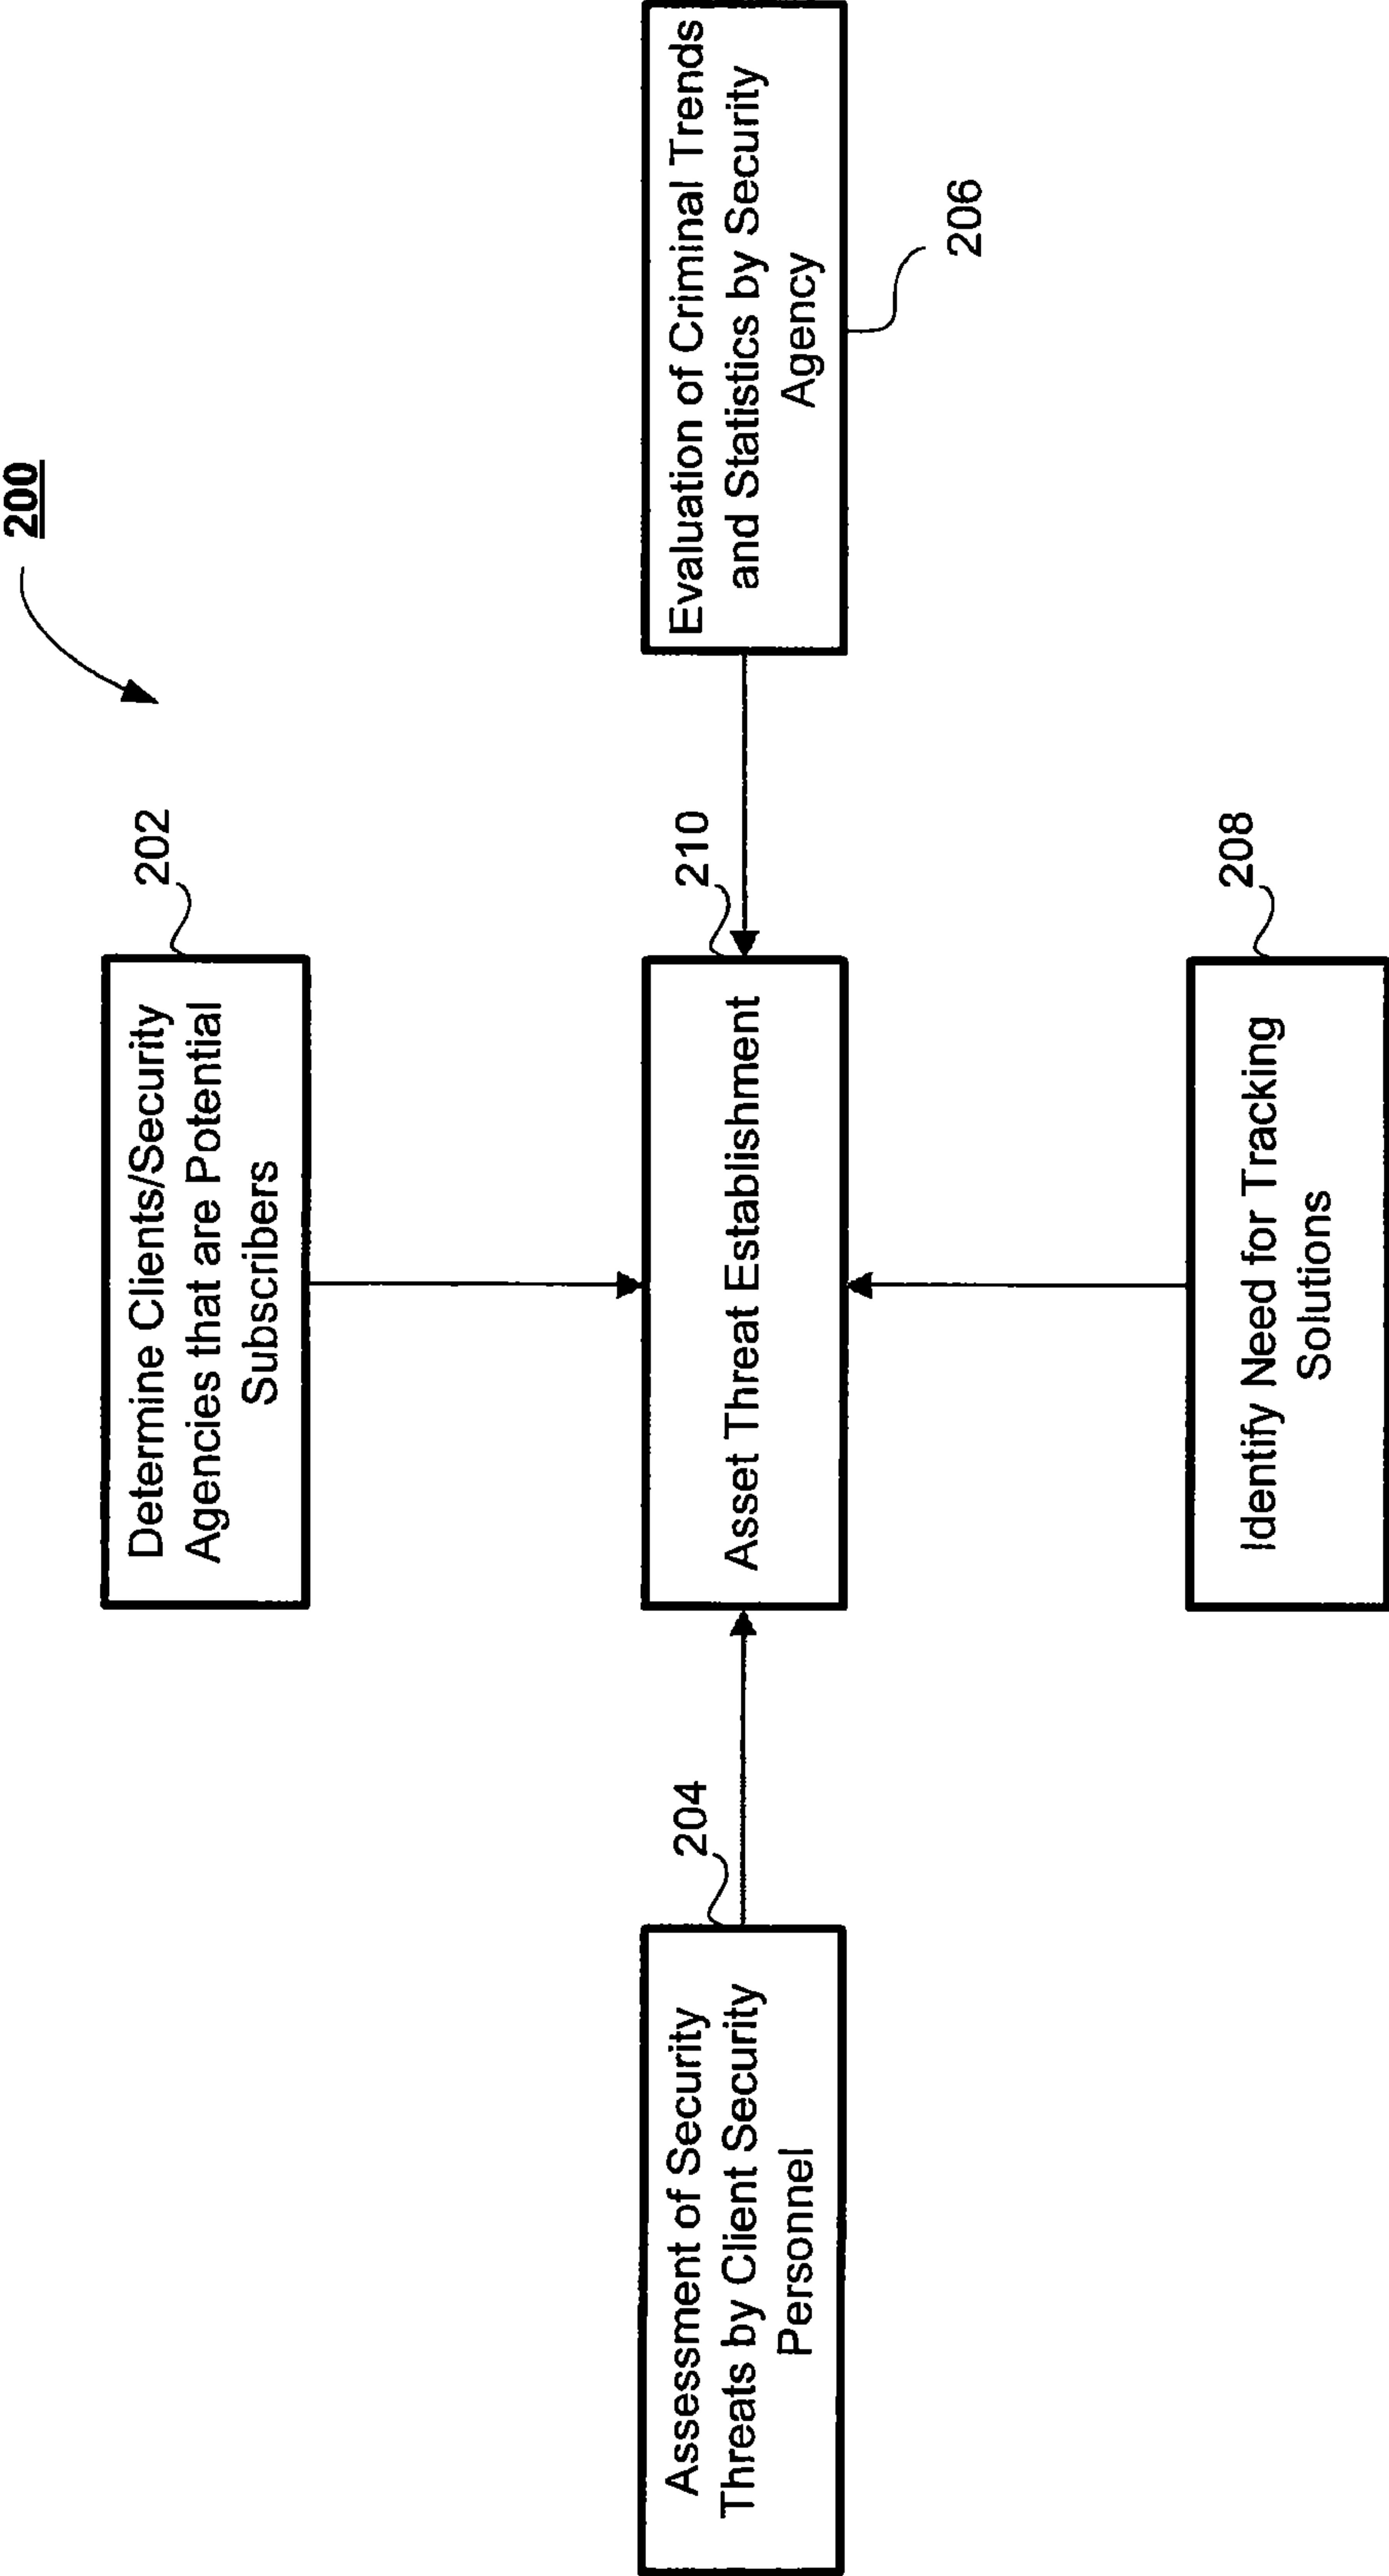 200
202
Determine Clients/Security
Agencies that are Potential
Subscribers
204
Assessment of Security
Threats by Client Security
Personnel
210
Asset Threat Establishment
Evaluation of Criminal Trends
and Statistics by Security
Agency
206
208
Identify Need for Tracking
Solutions